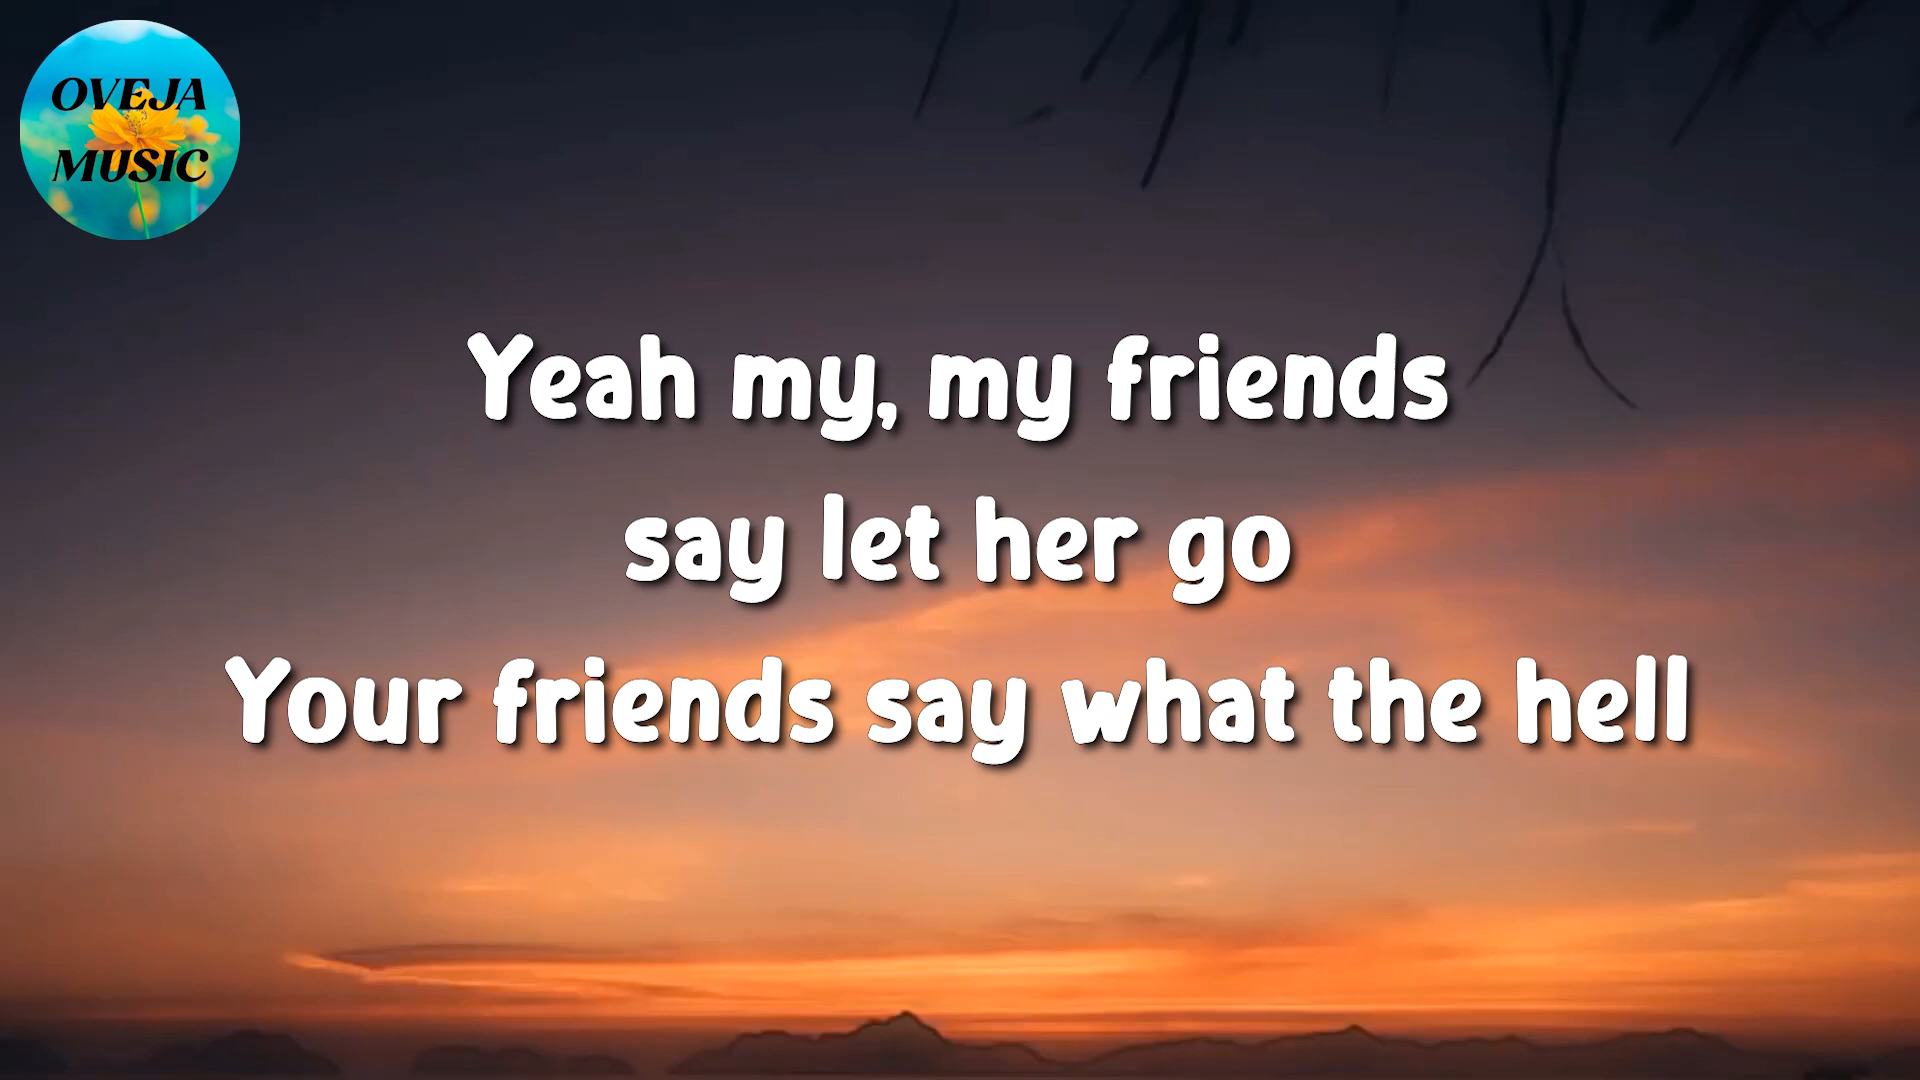 OVEJA
MUSIC
Yeah my, my friends
say let her go
Your friends say what the hell